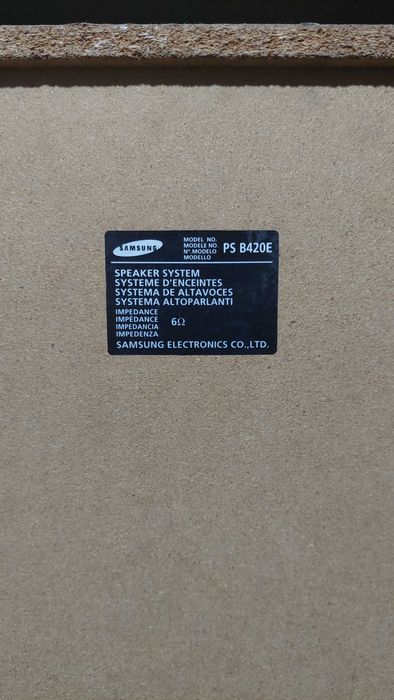 SAMSUNG
MODEL NO.
MODELE NO.
Nº.MODELO
MODELLO
PS B420E
SPEAKER SYSTEM
SYSTEME D'ENCEINTES
SYSTEMA DE ALTAVOCES
SYSTEMA ALTOPARLANTI
IMPEDANCE
IMPÉDANCE
IMPEDANCIA
IMPEDENZA
6Ω
SAMSUNG ELECTRONICS CO.,LTD.